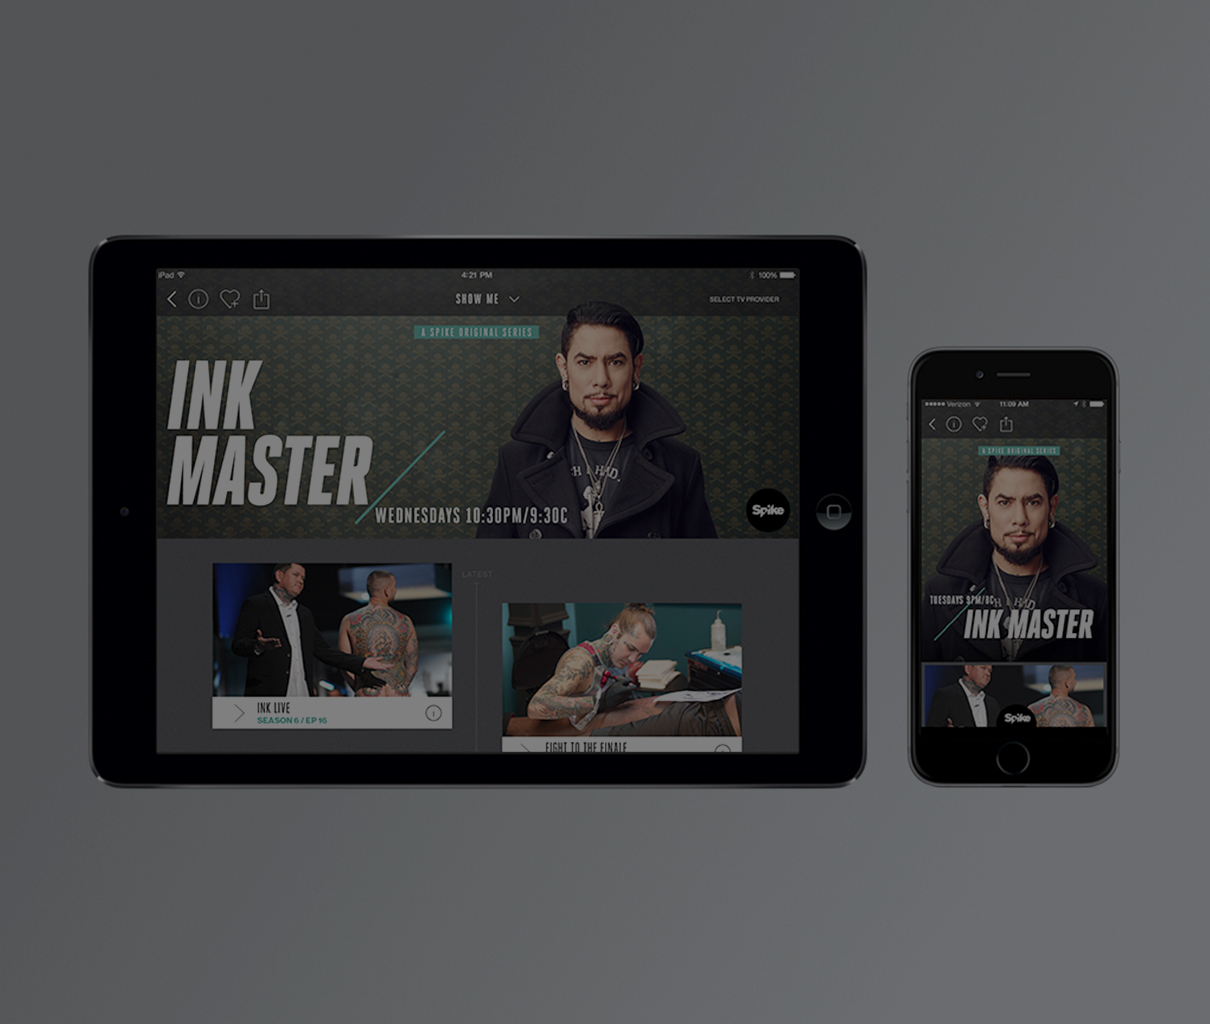 iPad
4:21 PM
100%
SHOW ME
SELECT TV PROVIDER
A SPIKE ORIGINAL SERIES
INK
MASTER
WEDNESDAYS 10:30PM/9:30C
Spike
LATEST
INK LIVE
SEASON 6 / EP 16
FIGHT TO THE FINALE
Verizon
11:09 AM
A SPIKE ORIGINAL SERIES
TUESDAYS 9PM/8C
INK MASTER
Spike